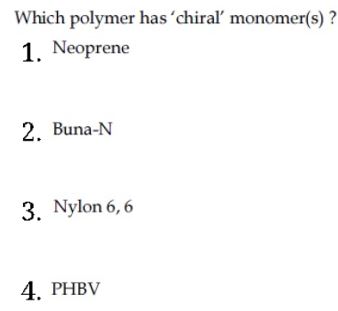 Which polymer has 'chiral' monomer(s) ?
1. Neoprene
2. Buna-N
3. Nylon 6, 6
4. PHBV